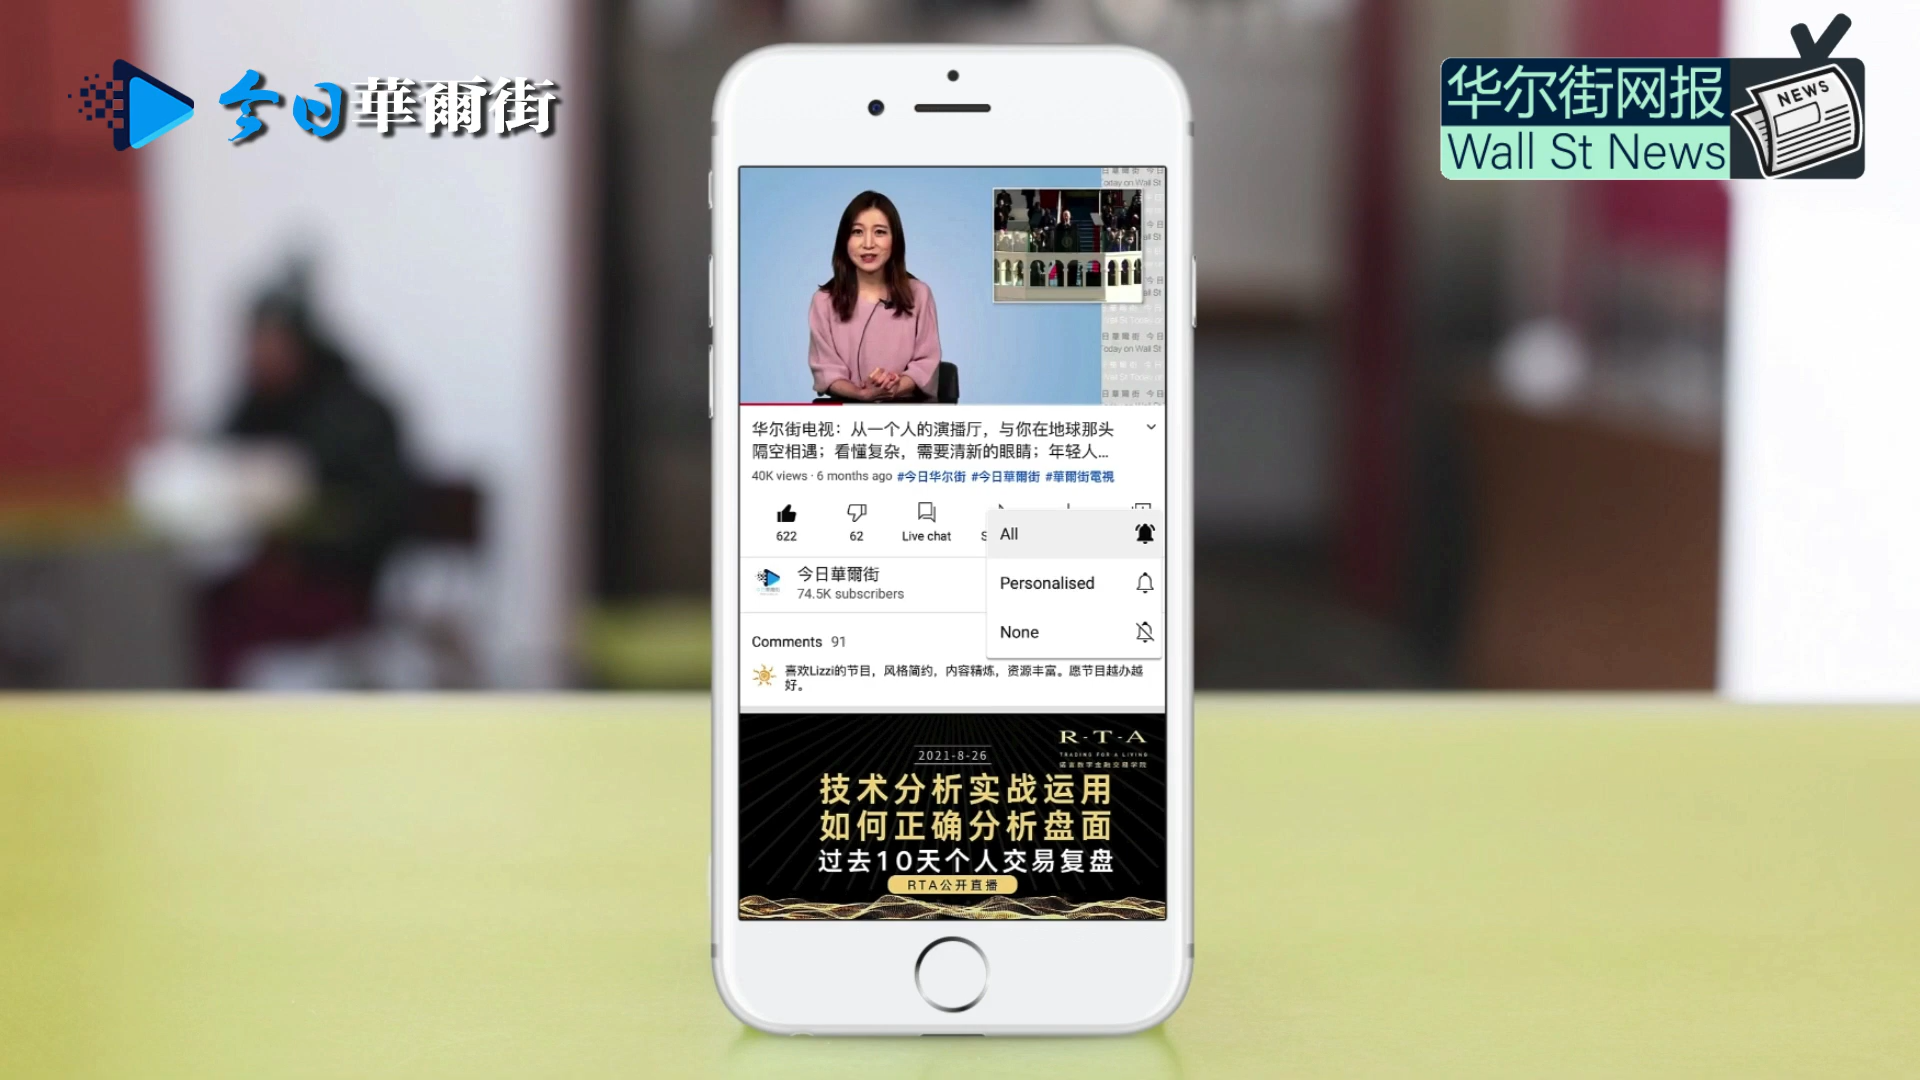 今日華爾街
华尔街网报
Wall St News
NEWS
华尔街电视：从一个人的演播厅，与你在地球那头
隔空相遇；看懂复杂，需要清新的眼睛；年轻人...
40K views · 6 months ago #今日华尔街 #今日華爾街 #華爾街電視
622
62
Live chat
S
All
Personalised
None
今日華爾街
74.5K subscribers
Comments 91
喜欢Lizzi的节目，风格简约，内容精炼，资源丰富。愿节目越办越
好。
R·T·A
TRADING FOR A LIVING
2021-8-26
技术分析实战运用
如何正确分析盘面
过去10天个人交易复盘
RTA公开直播